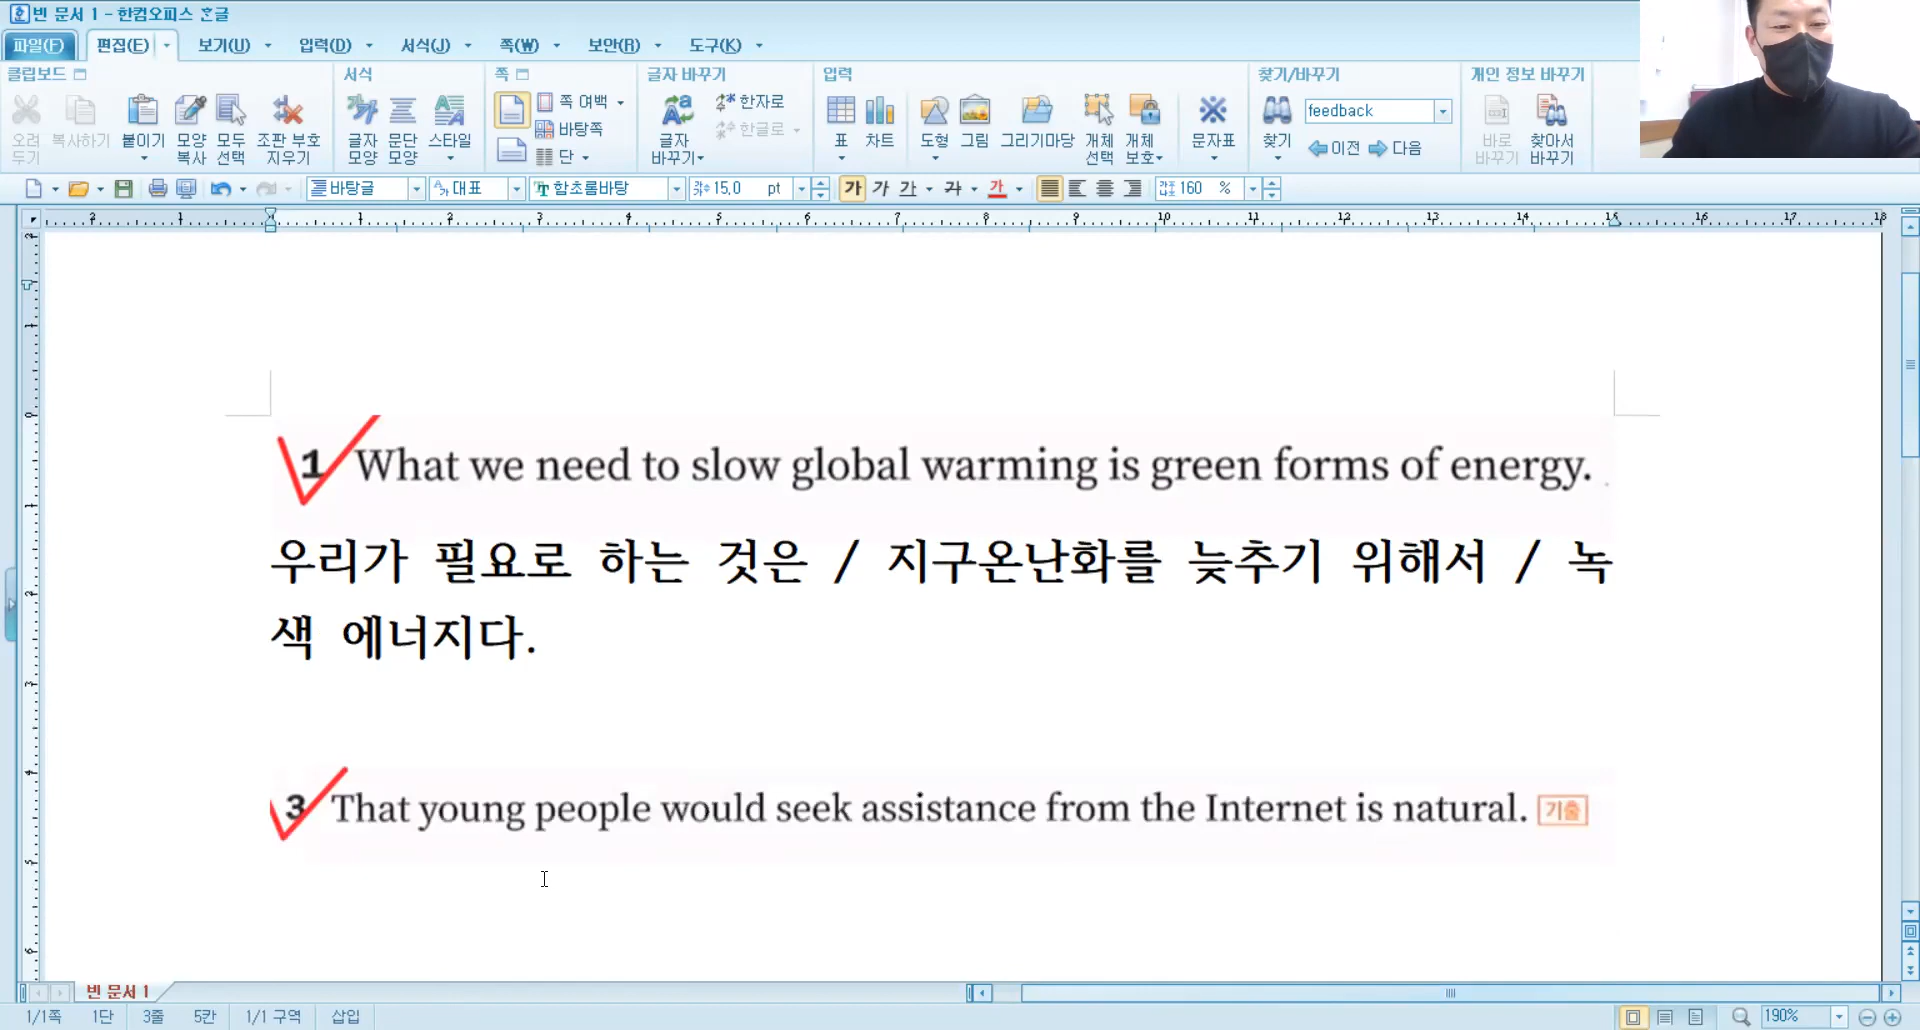 빈 문서 1 - 한컴오피스 흔글
파일(F) 편집(E) 보기(U) 입력(D) 서식(J) 쪽(W) 보안(R) 도구(K)
클립보드 서식 쪽 글자 바꾸기 입력 찾기/바꾸기 개인 정보 바꾸기
오려 두기 복사하기 붙이기 모양 복사 모두 선택 조판 부호 지우기 글자 모양 문단 모양 스타일 쪽 여백 바탕쪽 단 글자 바꾸기 한자로 한글로 표 차트 도형 그림 그리기마당 개체 선택 개체 보호 문자표 찾기 feedback 이전 다음 바로 바꾸기 찾아서 바꾸기
바탕글 대표 함초롬바탕 15,0 pt 가 가 가 가 가 160 %
1 What we need to slow global warming is green forms of energy.
우리가 필요로 하는 것은 / 지구온난화를 늦추기 위해서 / 녹
색 에너지다.
3 That young people would seek assistance from the Internet is natural. 기출
빈 문서 1
1/1쪽 1단 3줄 5칸 1/1 구역 삽입 190%